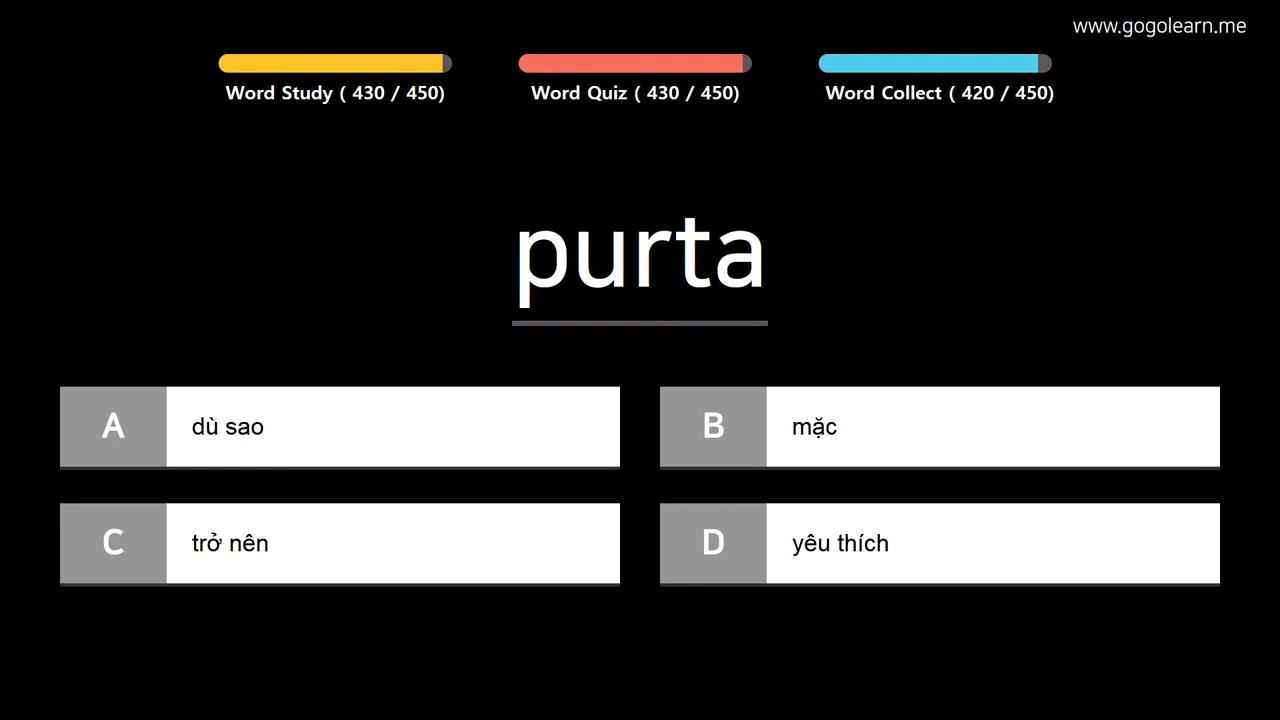 www.gogolearn.me
Word Study ( 430 / 450)
Word Quiz ( 430 / 450)
Word Collect ( 420 / 450)
purta
A
dù sao
B
mặc
C
trở nên
D
yêu thích